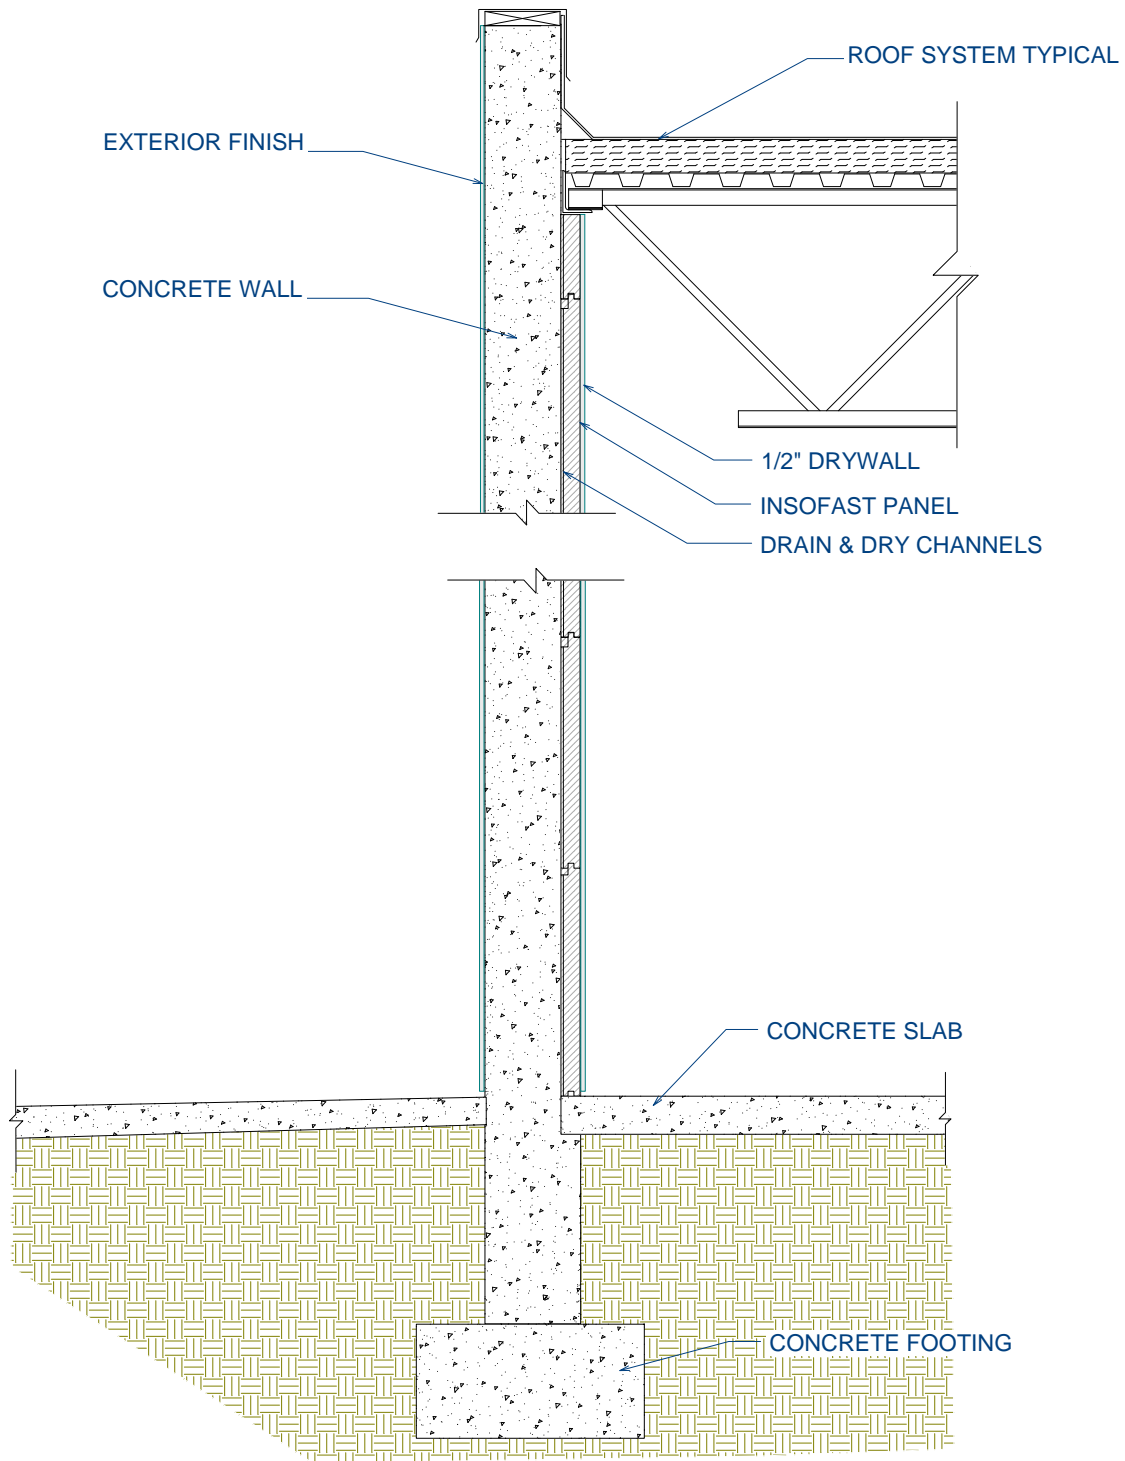 ROOF SYSTEM TYPICAL
EXTERIOR FINISH
CONCRETE WALL
1/2" DRYWALL
INSOFAST PANEL
DRAIN & DRY CHANNELS
CONCRETE SLAB
CONCRETE FOOTING